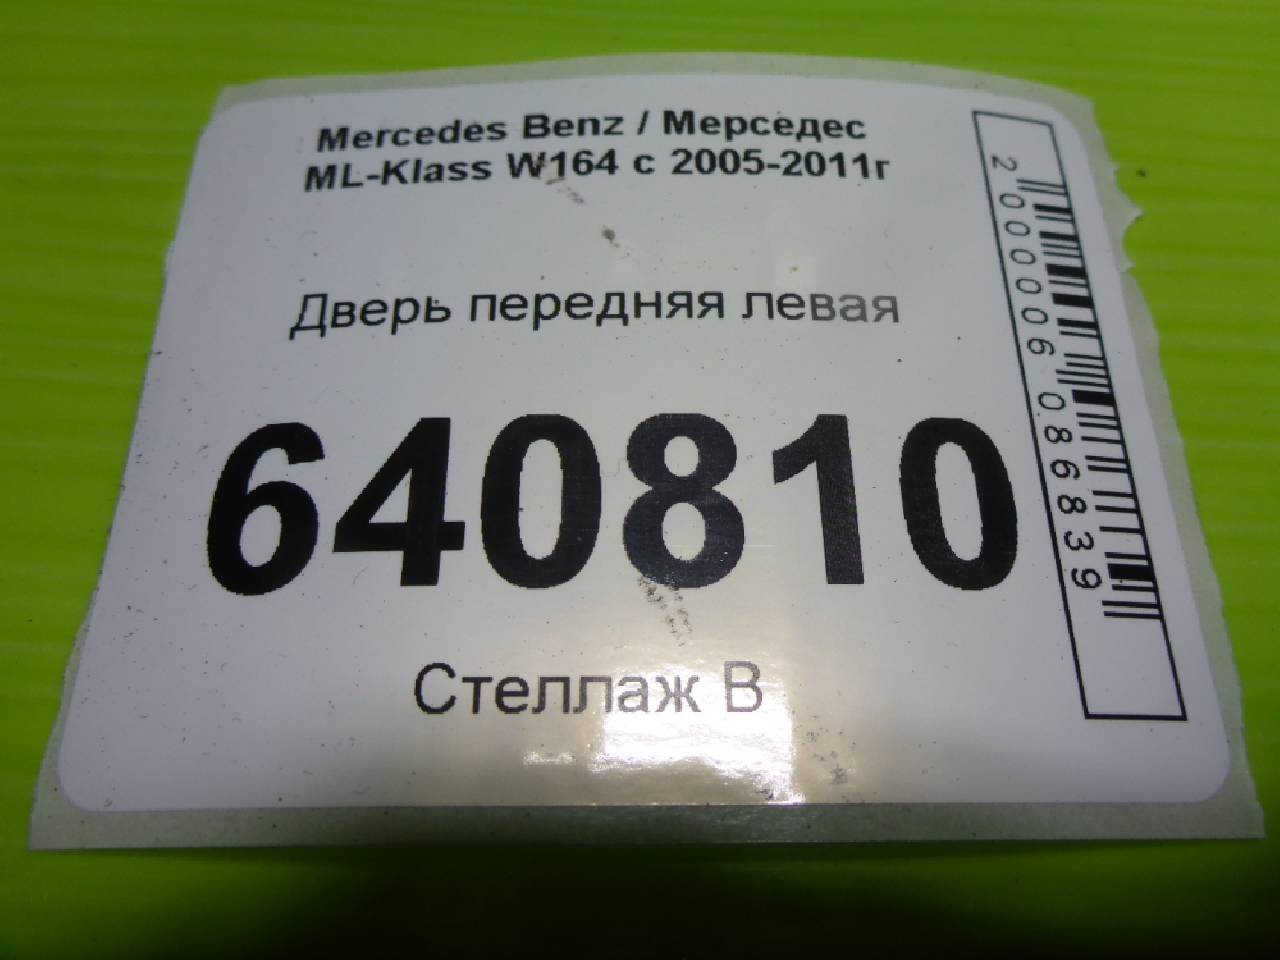 Mercedes Benz / Мерседес
ML-Klass W164 с 2005-2011г
Дверь передняя левая
640810
Стеллаж В
2000006086839